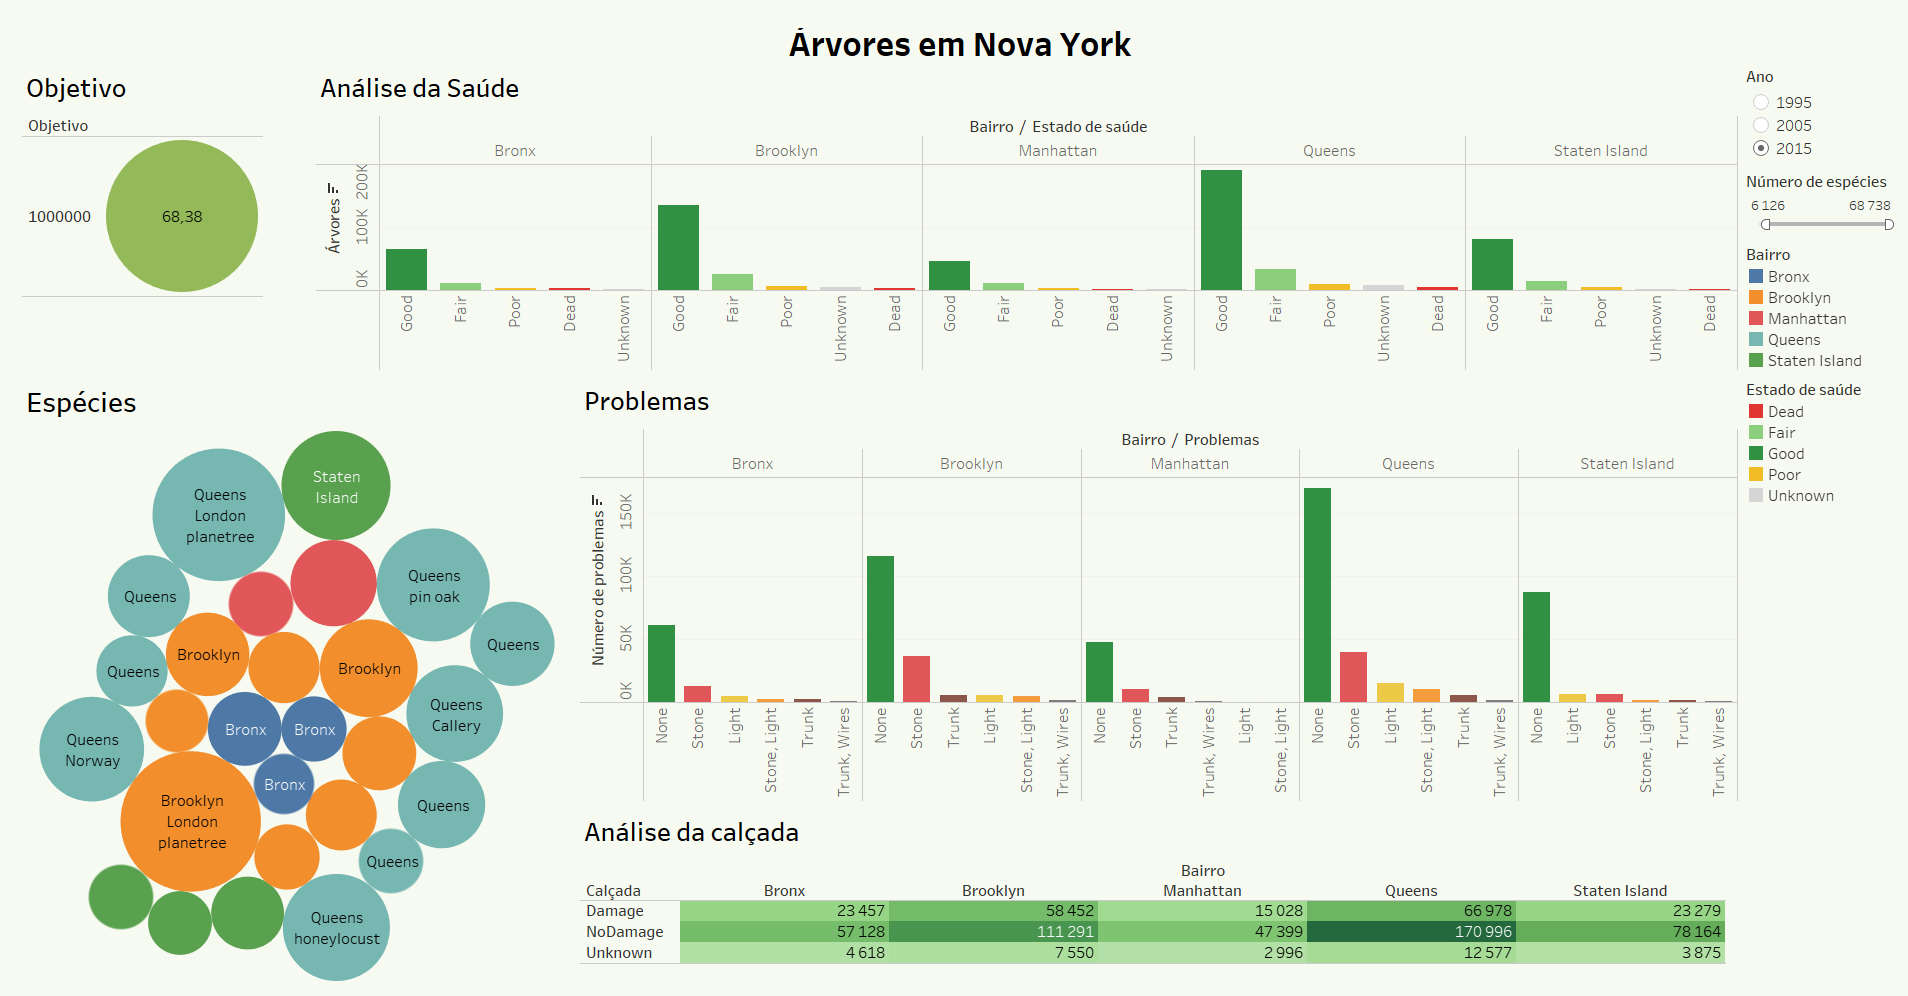 Árvores em Nova York
Objetivo
Objetivo
1000000
68,38
Análise da Saúde
Bairro / Estado de saúde
Bronx
Brooklyn
Manhattan
Queens
Staten Island
Árvores
200K
100K
0K
Good
Fair
Poor
Dead
Unknown
Good
Fair
Poor
Unknown
Dead
Good
Fair
Poor
Dead
Unknown
Good
Fair
Poor
Unknown
Dead
Good
Fair
Poor
Unknown
Dead
Ano
1995
2005
2015
Número de espécies
6 126 68 738
Bairro
Bronx
Brooklyn
Manhattan
Queens
Staten Island
Estado de saúde
Dead
Fair
Good
Poor
Unknown
Espécies
Staten
Island
Queens
London
planetree
Queens
pin oak
Queens
Queens
Brooklyn
Queens
Brooklyn
Queens
Callery
Bronx
Bronx
Queens
Norway
Bronx
Brooklyn
London
planetree
Queens
Queens
Queens
honeylocust
Problemas
Bairro / Problemas
Bronx
Brooklyn
Manhattan
Queens
Staten Island
Número de problemas
150K
100K
50K
0K
None
Stone
Light
Stone, Light
Trunk
Trunk, Wires
None
Stone
Trunk
Light
Stone, Light
Trunk, Wires
None
Stone
Trunk
Trunk, Wires
Light
Stone, Light
None
Stone
Light
Stone, Light
Trunk
Trunk, Wires
None
Light
Stone
Stone, Light
Trunk
Trunk, Wires
Análise da calçada
Bairro
Calçada Bronx Brooklyn Manhattan Queens Staten Island
Damage 23 457 58 452 15 028 66 978 23 279
NoDamage 57 128 111 291 47 399 170 996 78 164
Unknown 4 618 7 550 2 996 12 577 3 875